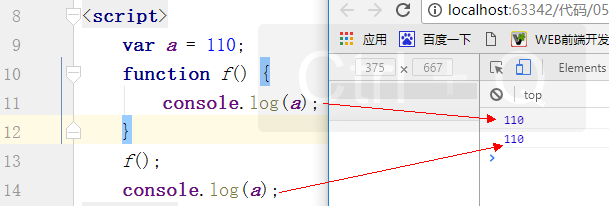 8 <script>
9 var a = 110;
10 function f() {
11 console.log(a);
12 }
13 f();
14 console.log(a);
localhost:63342/代码/05
应用 百度一下 WEB前端开发
375 × 667
Elements
top
110
110
>
Ctrl + Q